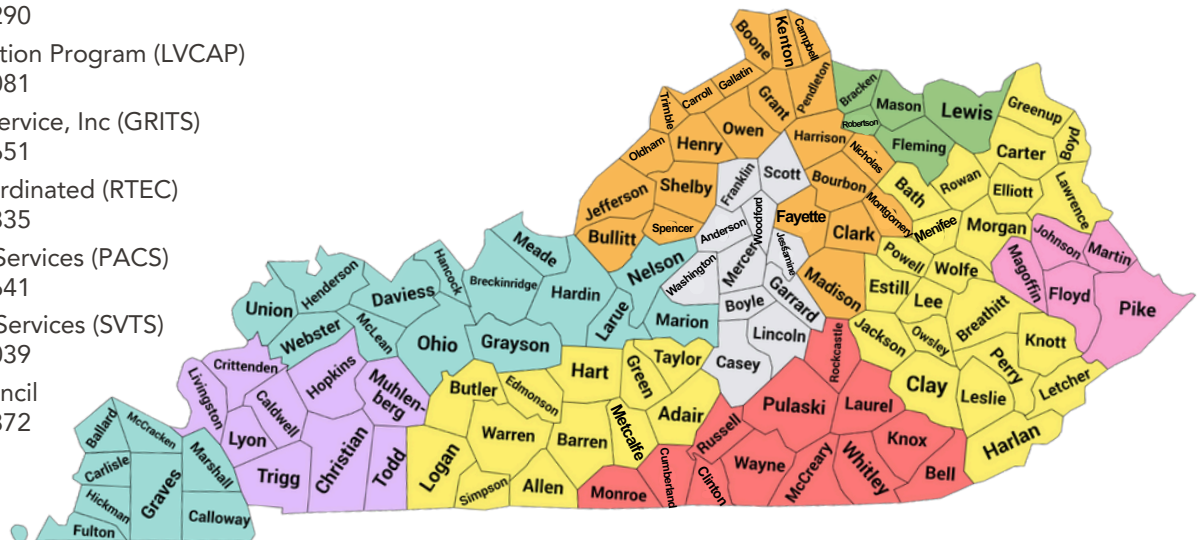 290
tion Program (LVCAP)
081
ervice, Inc (GRITS)
651
rdinated (RTEC)
335
Services (PACS)
641
Services (SVTS)
039
ncil
372
Boone
Kenton
Campbell
Gallatin
Carroll
Trimble
Grant
Pendleton
Bracken
Mason
Lewis
Robertson
Fleming
Greenup
Boyd
Carter
Owen
Henry
Oldham
Harrison
Nicholas
Rowan
Elliott
Lawrence
Bath
Scott
Franklin
Shelby
Jefferson
Bourbon
Montgomery
Menifee
Morgan
Spencer
Bullitt
Anderson
Woodford
Fayette
Clark
Jessamine
Mercer
Washington
Nelson
Powell
Wolfe
Magoffin
Johnson
Martin
Floyd
Pike
Madison
Estill
Lee
Breathitt
Knott
Garrard
Boyle
Lincoln
Casey
Marion
Larue
Hardin
Meade
Breckinridge
Hancock
Daviess
Henderson
Union
Webster
McLean
Ohio
Grayson
Jackson
Owsley
Perry
Letcher
Clay
Leslie
Harlan
Rockcastle
Pulaski
Laurel
Knox
Bell
Whitley
McCreary
Wayne
Russell
Clinton
Cumberland
Monroe
Taylor
Green
Hart
Adair
Metcalfe
Edmonson
Butler
Warren
Barren
Logan
Simpson
Allen
Crittenden
Livingston
Hopkins
Muhlen-
berg
Caldwell
Lyon
Trigg
Christian
Todd
Ballard
McCracken
Carlisle
Graves
Marshall
Hickman
Fulton
Calloway